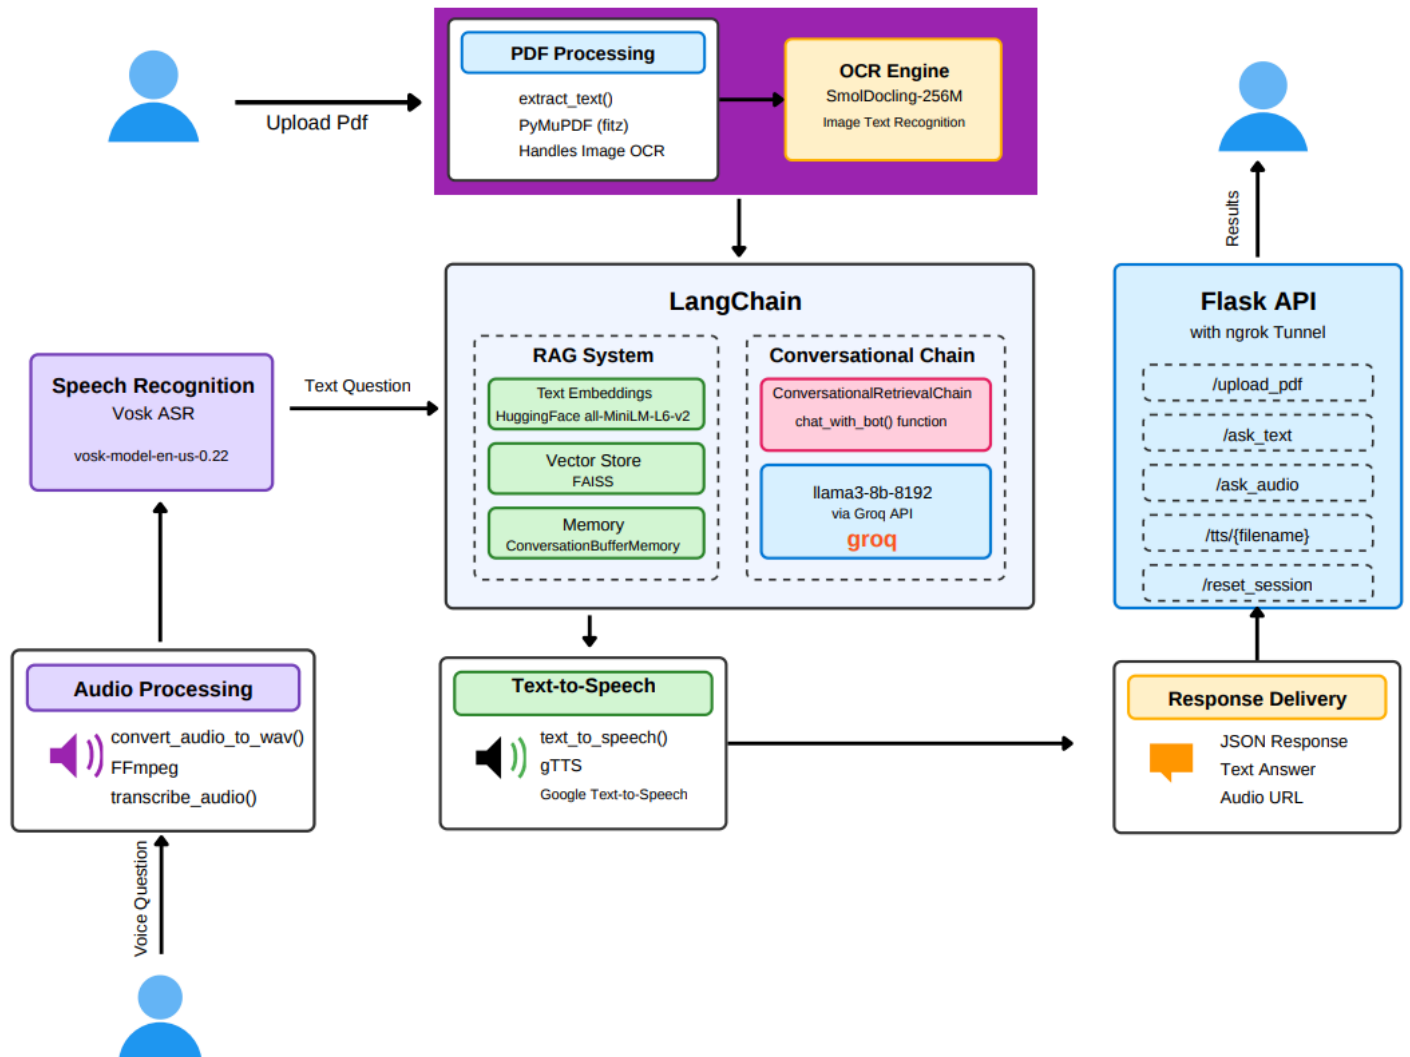 Upload Pdf
PDF Processing
extract_text()
PyMuPDF (fitz)
Handles Image OCR
OCR Engine
SmolDocling-256M
Image Text Recognition
Results
LangChain
RAG System
Text Embeddings
HuggingFace all-MiniLM-L6-v2
Vector Store
FAISS
Memory
ConversationBufferMemory
Conversational Chain
ConversationalRetrievalChain
chat_with_bot() function
llama3-8b-8192
via Groq API
groq
Flask API
with ngrok Tunnel
/upload_pdf
/ask_text
/ask_audio
/tts/{filename}
/reset_session
Speech Recognition
Vosk ASR
vosk-model-en-us-0.22
Text Question
Audio Processing
convert_audio_to_wav()
FFmpeg
transcribe_audio()
Voice Question
Text-to-Speech
text_to_speech()
gTTS
Google Text-to-Speech
Response Delivery
JSON Response
Text Answer
Audio URL